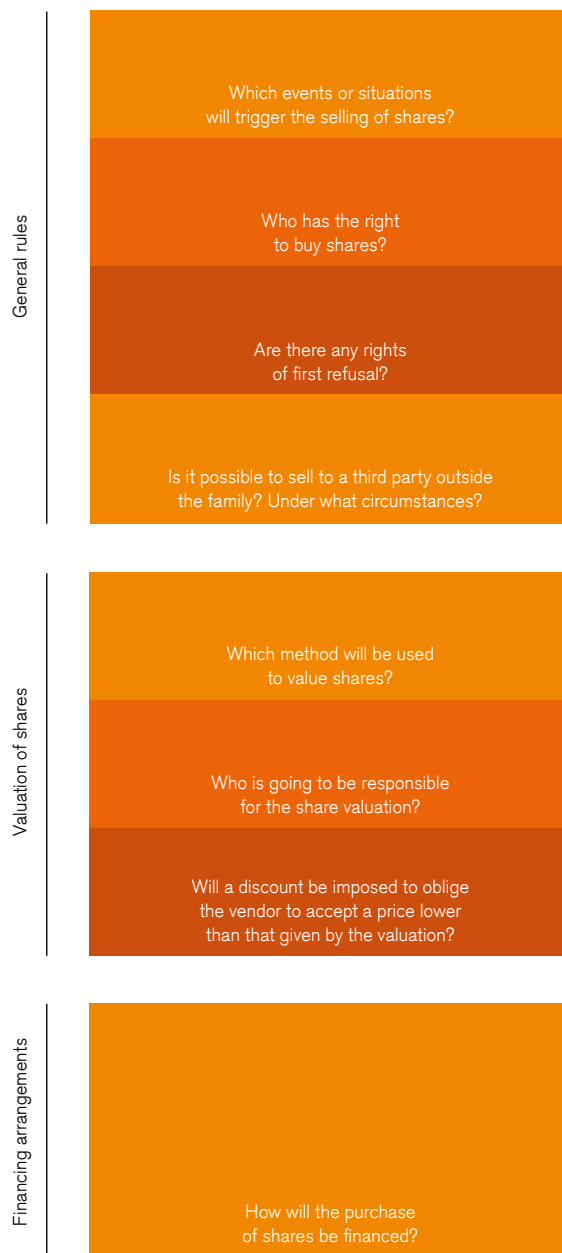 General rules
Which events or situations
will trigger the selling of shares?
Who has the right
to buy shares?
Are there any rights
of first refusal?
Is it possible to sell to a third party outside
the family? Under what circumstances?
Valuation of shares
Which method will be used
to value shares?
Who is going to be responsible
for the share valuation?
Will a discount be imposed to oblige
the vendor to accept a price lower
than that given by the valuation?
Financing arrangements
How will the purchase
of shares be financed?